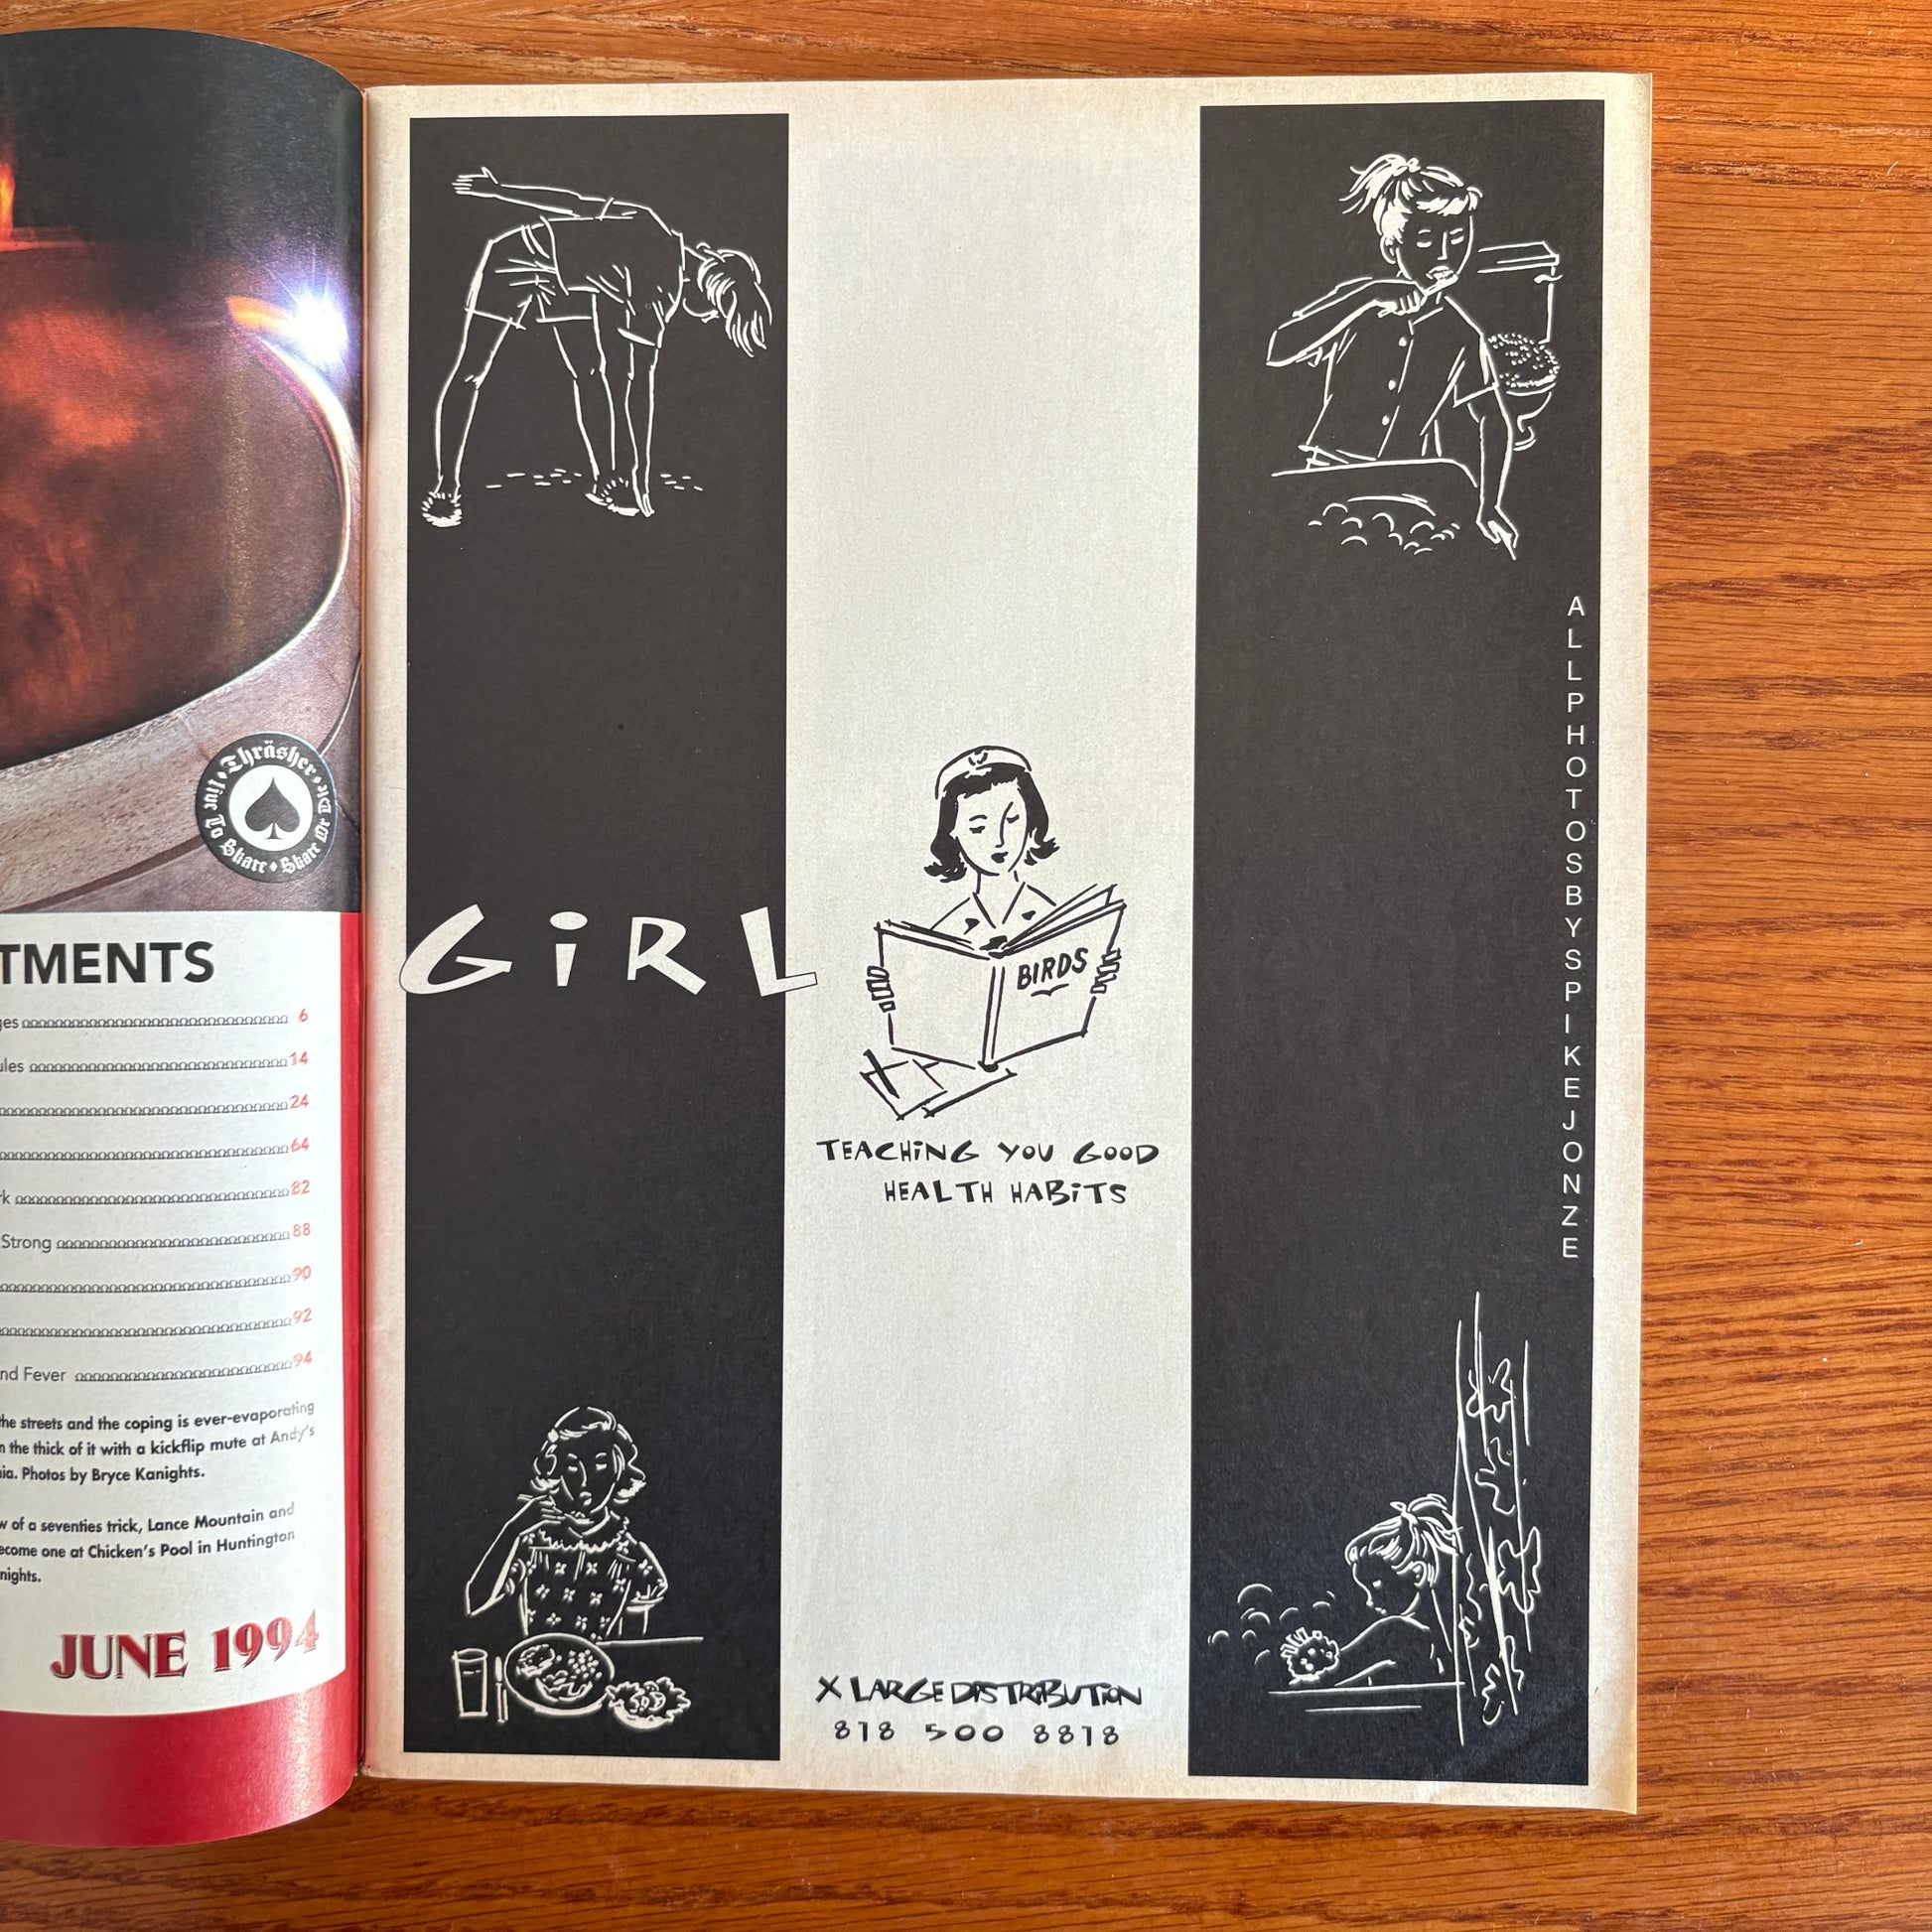 Thräsher
Live To Skate • Skate Or Die
TMENTS
ges 6
ules 14
24
64
rk 82
Strong 88
90
92
nd Fever 94
the streets and the coping is ever-evaporating
n the thick of it with a kickflip mute at Andy's
nia. Photos by Bryce Kanights.
w of a seventies trick, Lance Mountain and
ecome one at Chicken's Pool in Huntington
nights.
JUNE 1994
GiRL
BIRDS
TEACHiNG YOU GOOD
HEALTH HABiTS
X LARGE DISTRIBUTiON
818 500 8818
ALLPHOTOSBYSPIKEJONZE